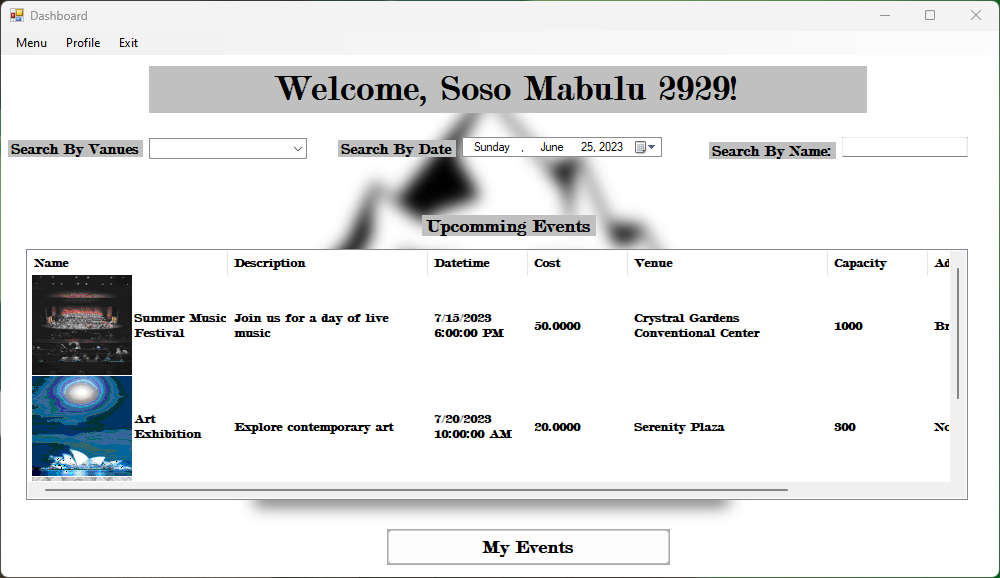 Dashboard
Menu Profile Exit
Welcome, Soso Mabulu 2929!
Search By Vanues
Search By Date Sunday , June 25, 2023
Search By Name:
Upcomming Events
Name Description Datetime Cost Venue Capacity Ad
Summer Music Festival Join us for a day of live music 7/15/2023 6:00:00 PM 50.0000 Crystral Gardens Conventional Center 1000 Br
Art Exhibition Explore contemporary art 7/20/2023 10:00:00 AM 20.0000 Serenity Plaza 300 No
My Events